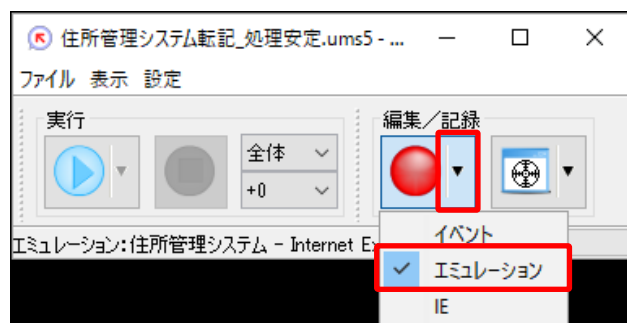 住所管理システム転記_処理安定.ums5 - ...
ファイル 表示 設定
実行
編集／記録
全体
+0
エミュレーション:住所管理システム - Internet Ex
イベント
エミュレーション
IE